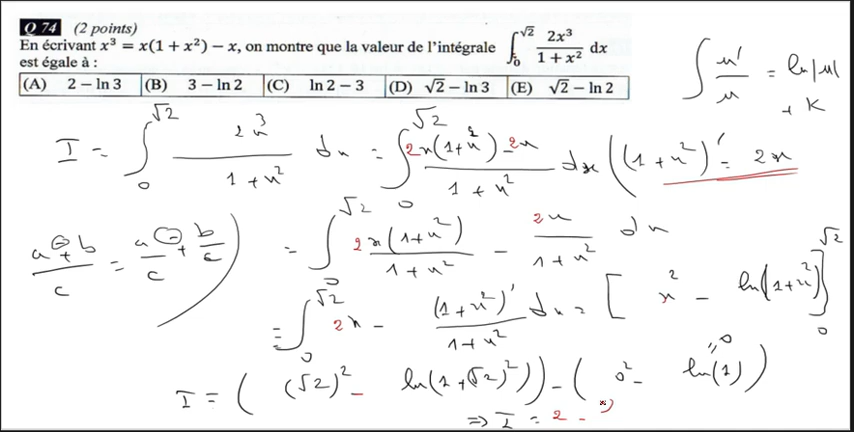 Q 74 (2 points)
En écrivant x³ = x(1 + x²) − x, on montre que la valeur de l'intégrale ∫₀^√2 2x³/(1 + x²) dx
est égale à :
(A) 2 − ln 3 (B) 3 − ln 2 (C) ln 2 − 3 (D) √2 − ln 3 (E) √2 − ln 2
∫ u'/u = ln|u| + K
I = ∫₀^√2 2x³/(1 + x²) dx = ∫₀^√2 (2x(1 + x²) − 2x)/(1 + x²) dx ((1 + x²)' = 2x
(a ± b)/c = a/c ± b/c) = ∫₀^√2 2x(1 + x²)/(1 + x²) − 2x/(1 + x²) dx
= ∫₀^√2 2x − (1 + x²)'/(1 + x²) dx = [x² − ln(1 + x²)]₀^√2
I = ((√2)² − ln(1 + √2)²)) − (0² − ln(1)) = 0
=> I = 2 −